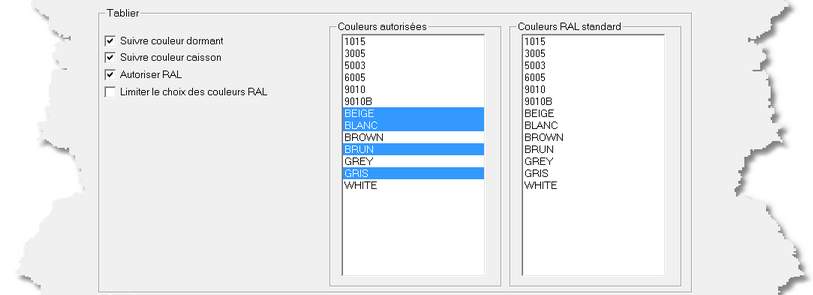 Tablier
Suivre couleur dormant
Suivre couleur caisson
Autoriser RAL
Limiter le choix des couleurs RAL
Couleurs autorisées
1015
3005
5003
6005
9010
9010B
BEIGE
BLANC
BROWN
BRUN
GREY
GRIS
WHITE
Couleurs RAL standard
1015
3005
5003
6005
9010
9010B
BEIGE
BLANC
BROWN
BRUN
GREY
GRIS
WHITE